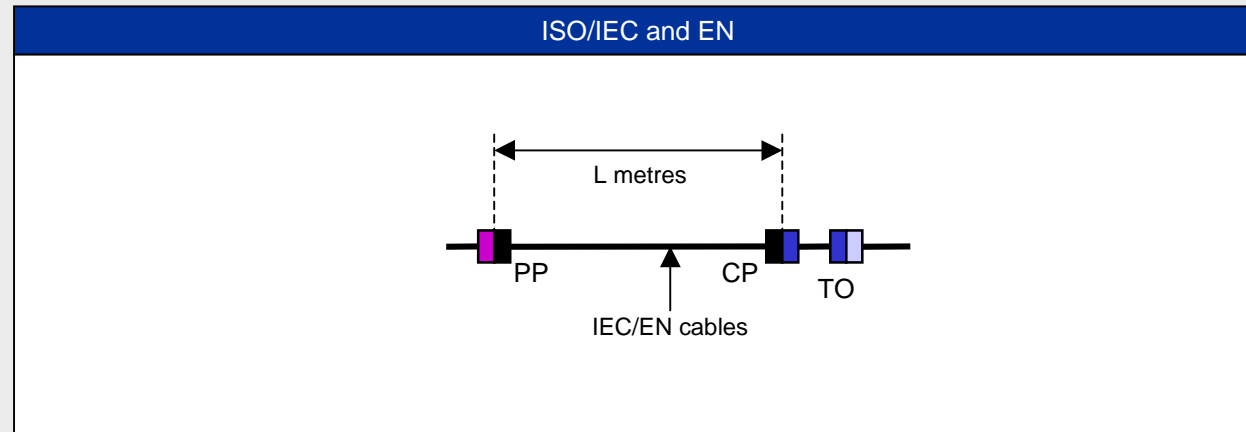 ISO/IEC and EN
L metres
PP
CP
TO
IEC/EN cables